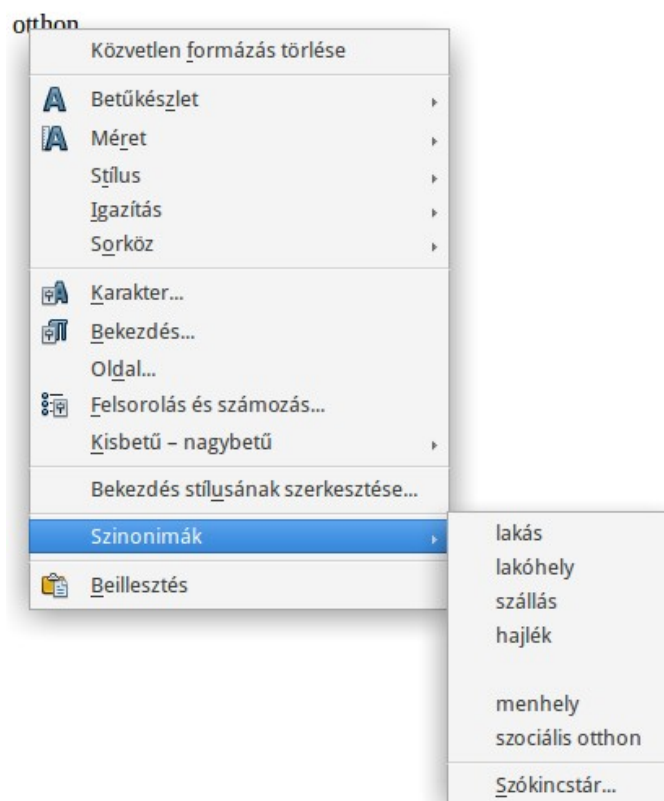 otthon
Közvetlen formázás törlése
Betűkészlet
Méret
Stílus
Igazítás
Sorköz
Karakter...
Bekezdés...
Oldal...
Felsorolás és számozás...
Kisbetű – nagybetű
Bekezdés stílusának szerkesztése...
Szinonimák
Beillesztés
lakás
lakóhely
szállás
hajlék
menhely
szociális otthon
Szókincstár...